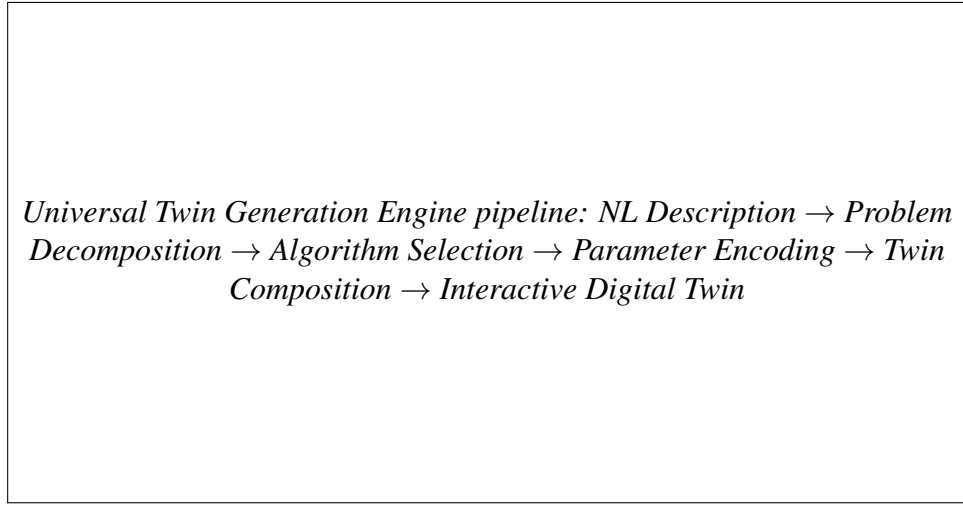 Universal Twin Generation Engine pipeline: NL Description → Problem
Decomposition → Algorithm Selection → Parameter Encoding → Twin
Composition → Interactive Digital Twin